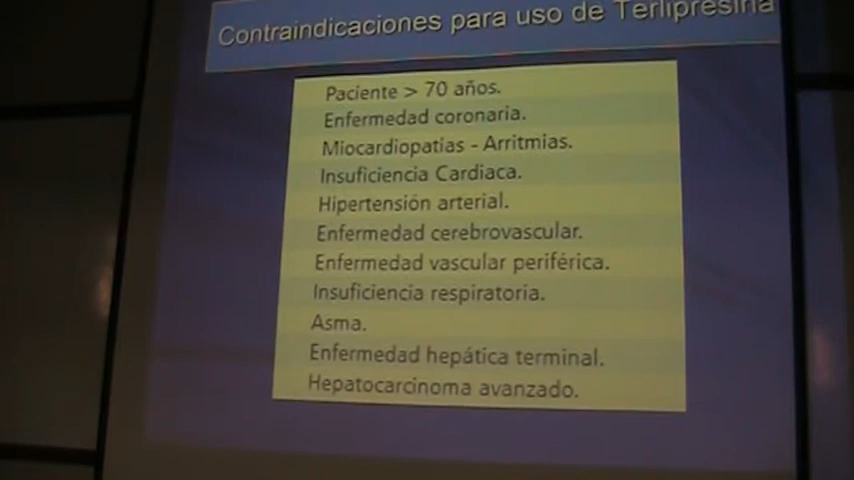 Contraindicaciones para uso de Terlipresina
Paciente > 70 años.
Enfermedad coronaria.
Miocardiopatias - Arritmias.
Insuficiencia Cardiaca.
Hipertensión arterial.
Enfermedad cerebrovascular.
Enfermedad vascular periférica.
Insuficiencia respiratoria.
Asma.
Enfermedad hepática terminal.
Hepatocarcinoma avanzado.